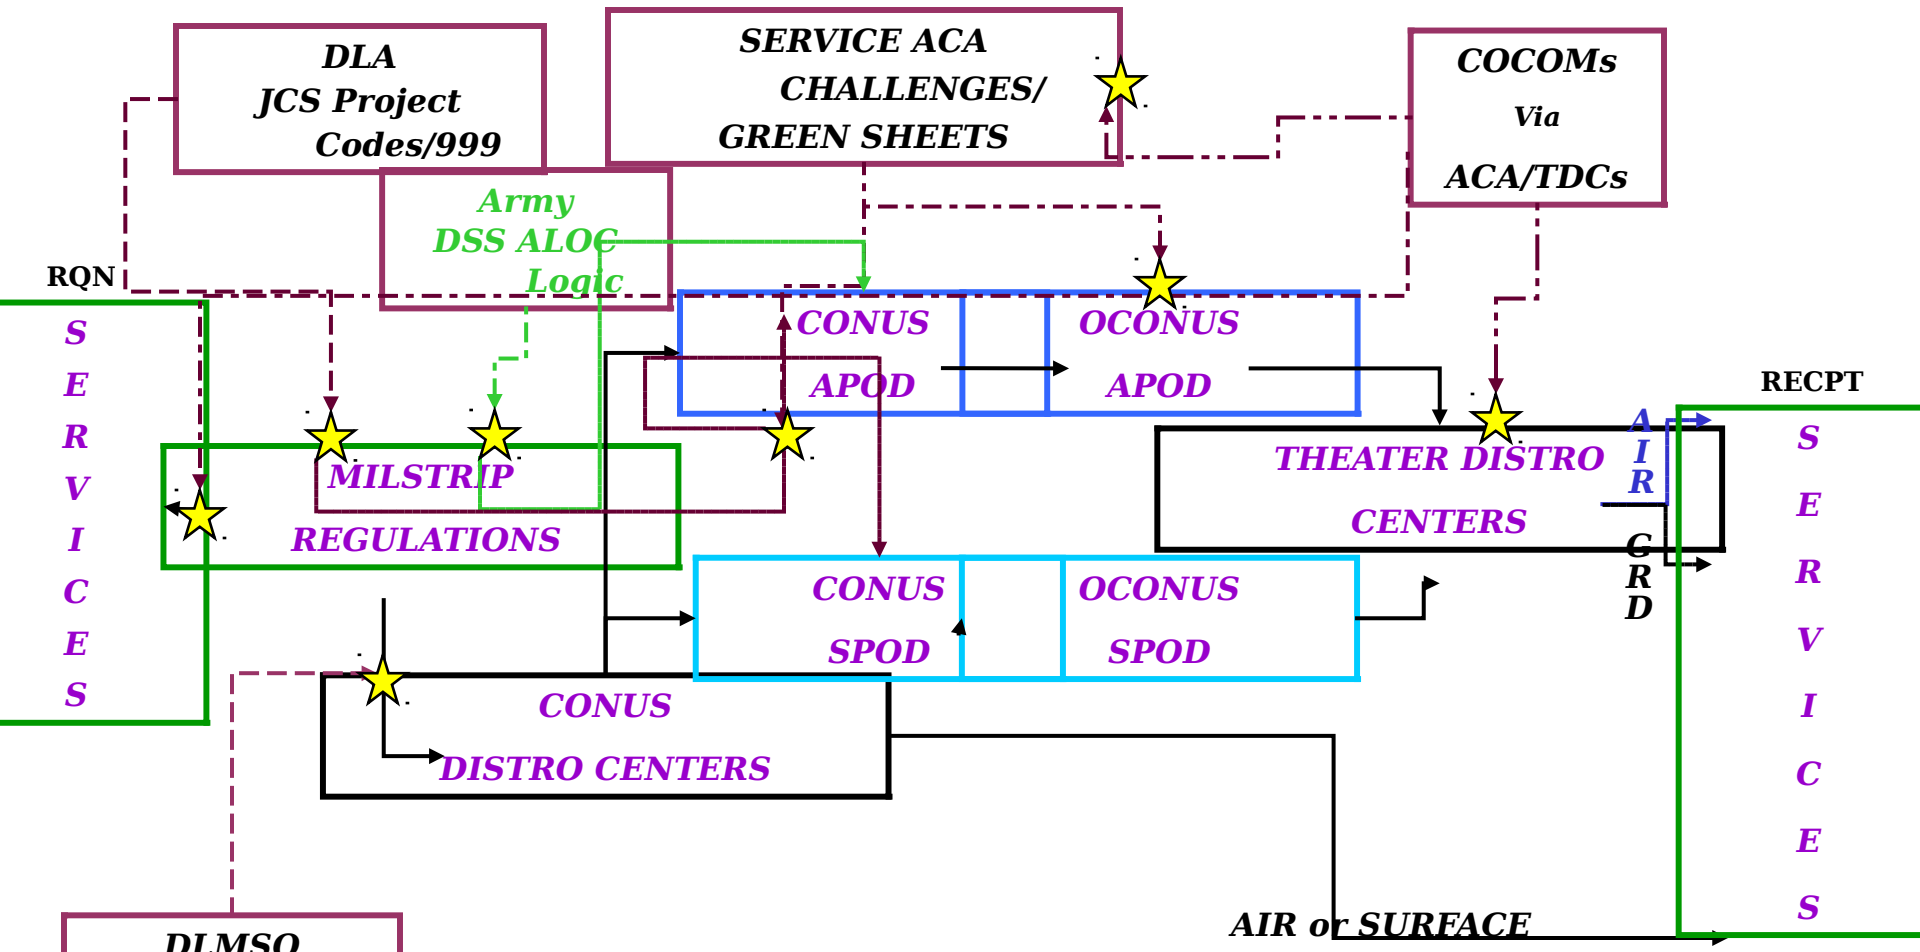 DLA
JCS Project
Codes/999
SERVICE ACA
CHALLENGES/
GREEN SHEETS
COCOMs
Via
ACA/TDCs
Army
DSS ALOC
Logic
RQN
S
E
R
V
I
C
E
S
CONUS
APOD
OCONUS
APOD
MILSTRIP
REGULATIONS
THEATER DISTRO
CENTERS
A
I
R
G
R
D
RECPT
S
E
R
V
I
C
E
S
CONUS
SPOD
OCONUS
SPOD
CONUS
DISTRO CENTERS
AIR or SURFACE
DLMSO